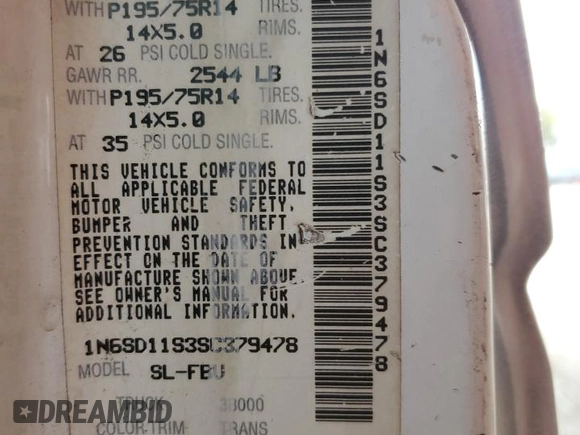 WITH P195/75R14 TIRES.
14X5.0 RIMS.
AT 26 PSI COLD SINGLE.
GAWR RR. 2544 LB
WITH P195/75R14 TIRES.
14X5.0 RIMS.
AT 35 PSI COLD SINGLE.
THIS VEHICLE CONFORMS TO
ALL APPLICABLE FEDERAL
MOTOR VEHICLE SAFETY.
BUMPER AND THEFT
PREVENTION STANDARDS IN
EFFECT ON THE DATE OF
MANUFACTURE SHOWN ABOVE
SEE OWNER'S MANUAL FOR
ADDITIONAL INFORMATION.
1N6SD11S3SC379478
MODEL SL-FBU
TRUCK 38000
COLOR-TRIM TRANS
1N6SD11S3SC379478
DREAMBID